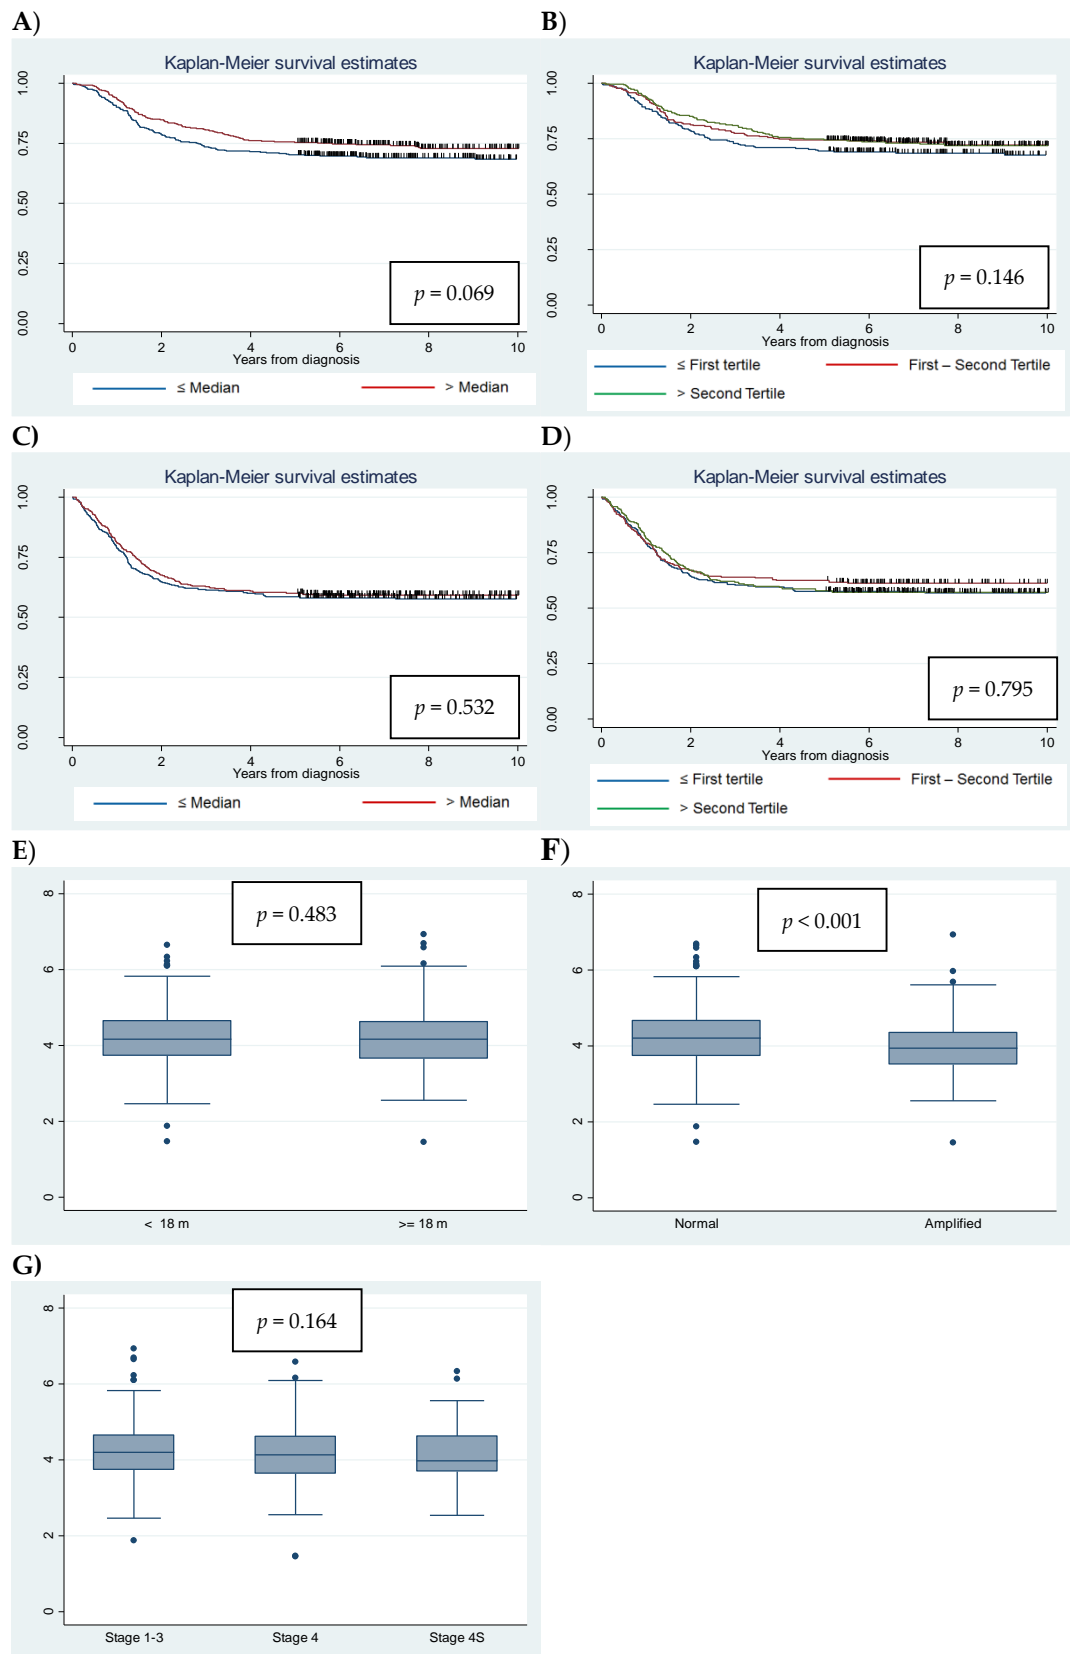 A)
Kaplan-Meier survival estimates
1.00
0.75
0.50
0.25
0.00
p = 0.069
0 2 4 6 8 10
Years from diagnosis
≤ Median > Median
B)
Kaplan-Meier survival estimates
1.00
0.75
0.50
0.25
0.00
p = 0.146
0 2 4 6 8 10
Years from diagnosis
≤ First tertile First – Second Tertile
> Second Tertile
C)
Kaplan-Meier survival estimates
1.00
0.75
0.50
0.25
0.00
p = 0.532
0 2 4 6 8 10
Years from diagnosis
≤ Median > Median
D)
Kaplan-Meier survival estimates
1.00
0.75
0.50
0.25
0.00
p = 0.795
0 2 4 6 8 10
Years from diagnosis
≤ First tertile First – Second Tertile
> Second Tertile
E)
p = 0.483
8
6
4
2
0
< 18 m >= 18 m
F)
p < 0.001
8
6
4
2
0
Normal Amplified
G)
p = 0.164
8
6
4
2
0
Stage 1-3 Stage 4 Stage 4S